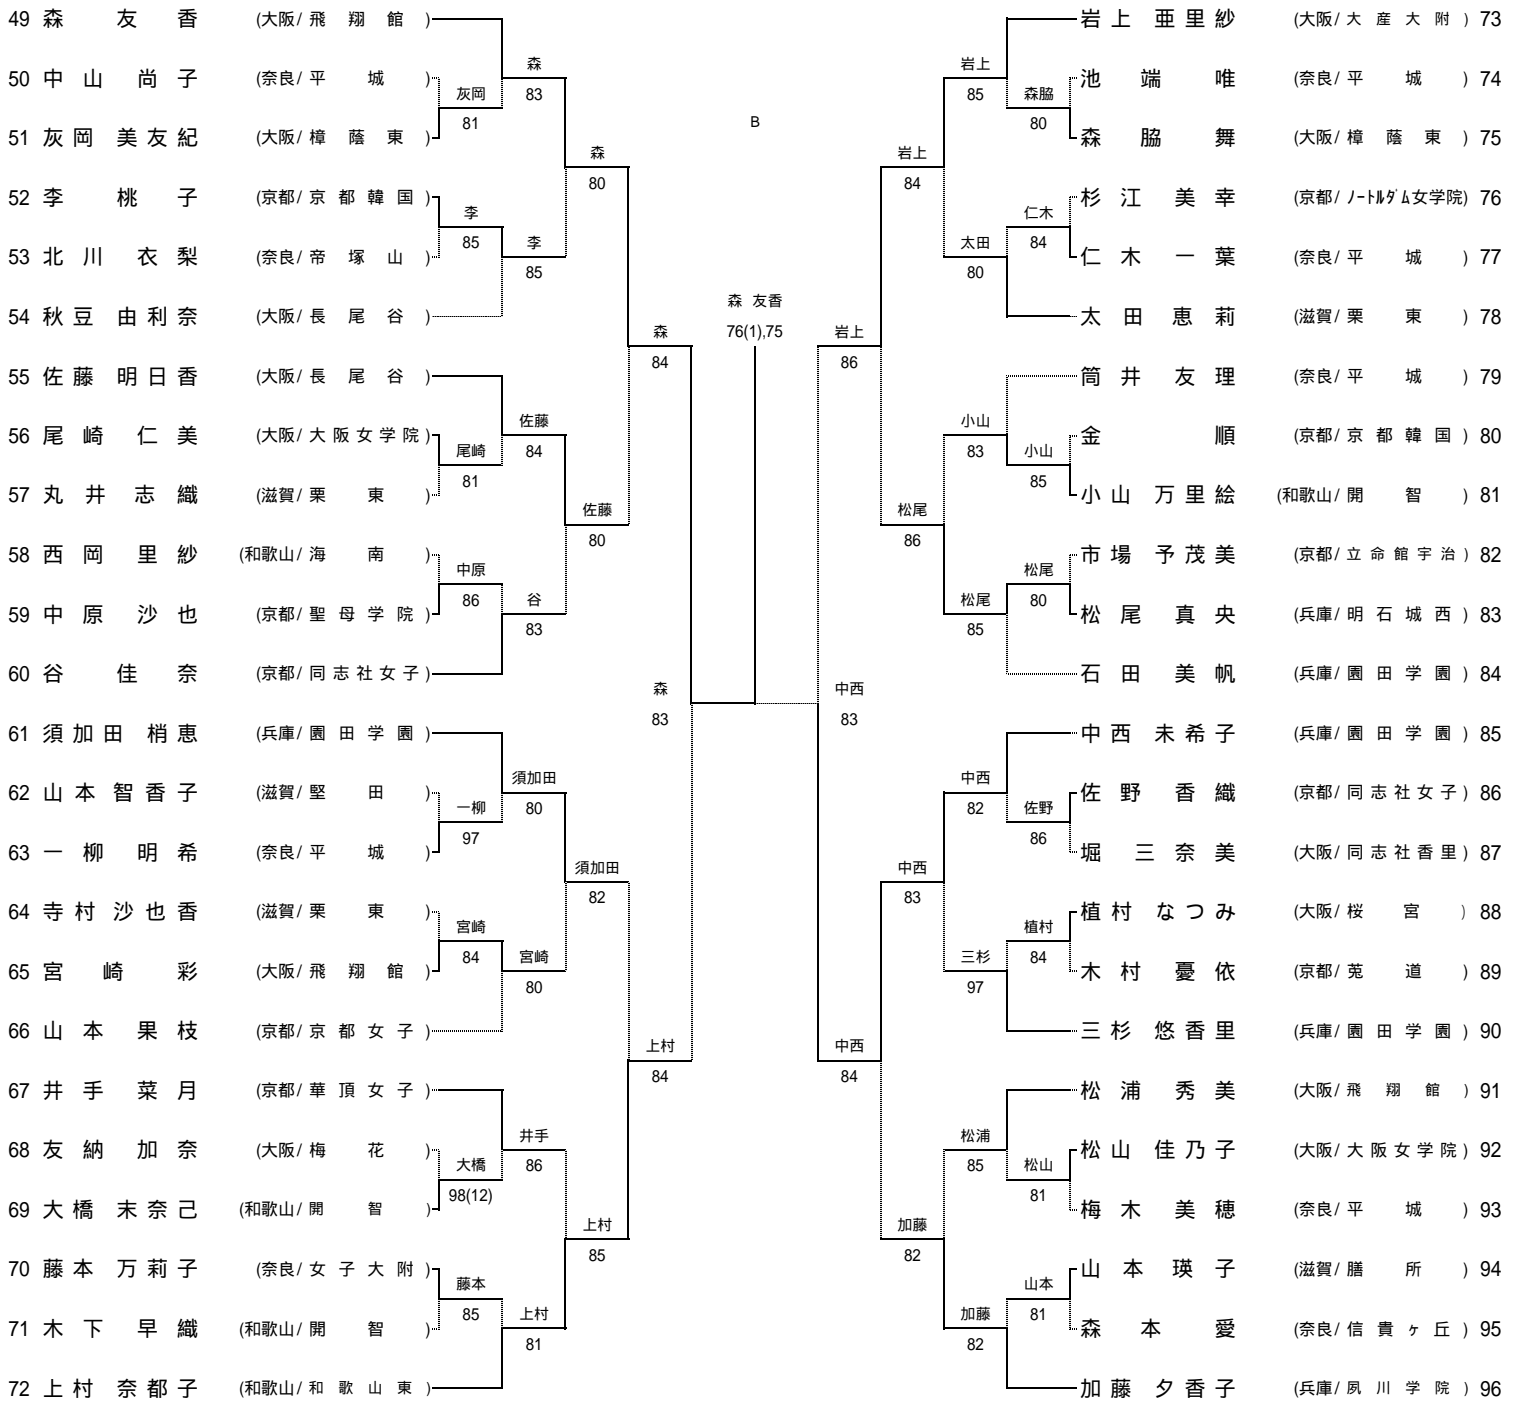 B
49 森 友 香 (大阪/ 飛 翔 館 )
50 中 山 尚 子 (奈良/ 平 城 )
51 灰 岡 美 友 紀 (大阪/ 樟 蔭 東 )
52 李 桃 子 (京都/ 京 都 韓 国 )
53 北 川 衣 梨 (奈良/ 帝 塚 山 )
54 秋 豆 由 利 奈 (大阪/ 長 尾 谷 )
55 佐 藤 明 日 香 (大阪/ 長 尾 谷 )
56 尾 崎 仁 美 (大阪/ 大 阪 女 学 院 )
57 丸 井 志 織 (滋賀/ 栗 東 )
58 西 岡 里 紗 (和歌山/ 海 南 )
59 中 原 沙 也 (京都/ 聖 母 学 院 )
60 谷 佳 奈 (京都/ 同 志 社 女 子 )
61 須 加 田 梢 恵 (兵庫/ 園 田 学 園 )
62 山 本 智 香 子 (滋賀/ 堅 田 )
63 一 柳 明 希 (奈良/ 平 城 )
64 寺 村 沙 也 香 (滋賀/ 栗 東 )
65 宮 崎 彩 (大阪/ 飛 翔 館 )
66 山 本 果 枝 (京都/ 京 都 女 子 )
67 井 手 菜 月 (京都/ 華 頂 女 子 )
68 友 納 加 奈 (大阪/ 梅 花 )
69 大 橋 末 奈 己 (和歌山/ 開 智 )
70 藤 本 万 莉 子 (奈良/ 女 子 大 附 )
71 木 下 早 織 (和歌山/ 開 智 )
72 上 村 奈 都 子 (和歌山/ 和 歌 山 東 )
灰岡
81
李
85
尾崎
81
中原
86
一柳
97
宮崎
84
大橋
98(12)
藤本
85
森
83
李
85
佐藤
84
谷
83
須加田
80
宮崎
80
井手
86
上村
81
森
80
佐藤
80
須加田
82
上村
85
森
84
上村
84
森
83
森 友香
76(1),75
中西
83
岩上
86
中西
84
岩上
84
松尾
86
中西
83
加藤
82
岩上
85
太田
80
小山
83
松尾
85
中西
82
三杉
97
松浦
85
加藤
82
森脇
80
仁木
84
小山
85
松尾
80
佐野
86
植村
84
松山
81
山本
81
岩 上 亜 里 紗 (大阪/ 大 産 大 附 ) 73
池 端 唯 (奈良/ 平 城 ) 74
森 脇 舞 (大阪/ 樟 蔭 東 ) 75
杉 江 美 幸 (京都/ ノートルダム女学院) 76
仁 木 一 葉 (奈良/ 平 城 ) 77
太 田 恵 莉 (滋賀/ 栗 東 ) 78
筒 井 友 理 (奈良/ 平 城 ) 79
金 順 (京都/ 京 都 韓 国 ) 80
小 山 万 里 絵 (和歌山/ 開 智 ) 81
市 場 予 茂 美 (京都/ 立 命 館 宇 治 ) 82
松 尾 真 央 (兵庫/ 明 石 城 西 ) 83
石 田 美 帆 (兵庫/ 園 田 学 園 ) 84
中 西 未 希 子 (兵庫/ 園 田 学 園 ) 85
佐 野 香 織 (京都/ 同 志 社 女 子 ) 86
堀 三 奈 美 (大阪/ 同 志 社 香 里 ) 87
植 村 な つ み (大阪/ 桜 宮 ) 88
木 村 憂 依 (京都/ 莵 道 ) 89
三 杉 悠 香 里 (兵庫/ 園 田 学 園 ) 90
松 浦 秀 美 (大阪/ 飛 翔 館 ) 91
松 山 佳 乃 子 (大阪/ 大 阪 女 学 院 ) 92
梅 木 美 穂 (奈良/ 平 城 ) 93
山 本 瑛 子 (滋賀/ 膳 所 ) 94
森 本 愛 (奈良/ 信 貴 ヶ 丘 ) 95
加 藤 夕 香 子 (兵庫/ 夙 川 学 院 ) 96